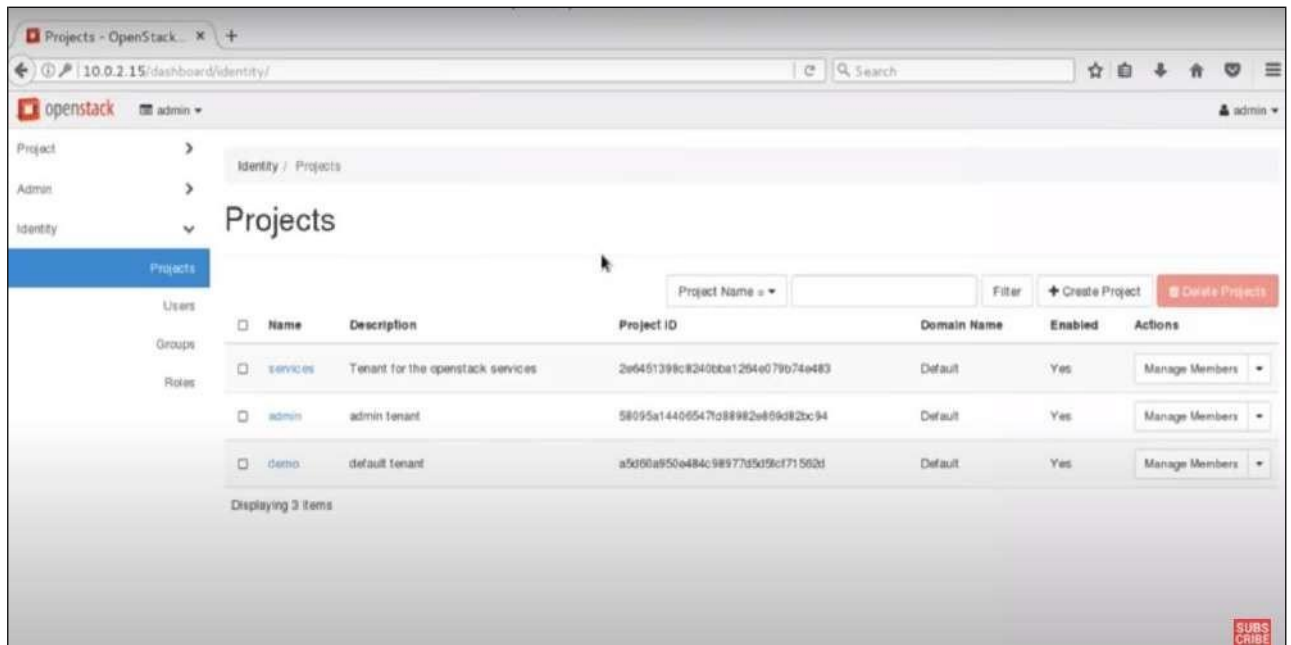 Projects - OpenStack...
10.0.2.15/dashboard/identity/
Search
openstack
admin
admin
Project
Admin
Identity
Projects
Users
Groups
Roles
Identity / Projects
Projects
Project Name = Filter + Create Project Delete Projects
Name Description Project ID Domain Name Enabled Actions
services Tenant for the openstack services Default Yes Manage Members
admin admin tenant Default Yes Manage Members
demo default tenant Default Yes Manage Members
Displaying 3 items
SUBSCRIBE